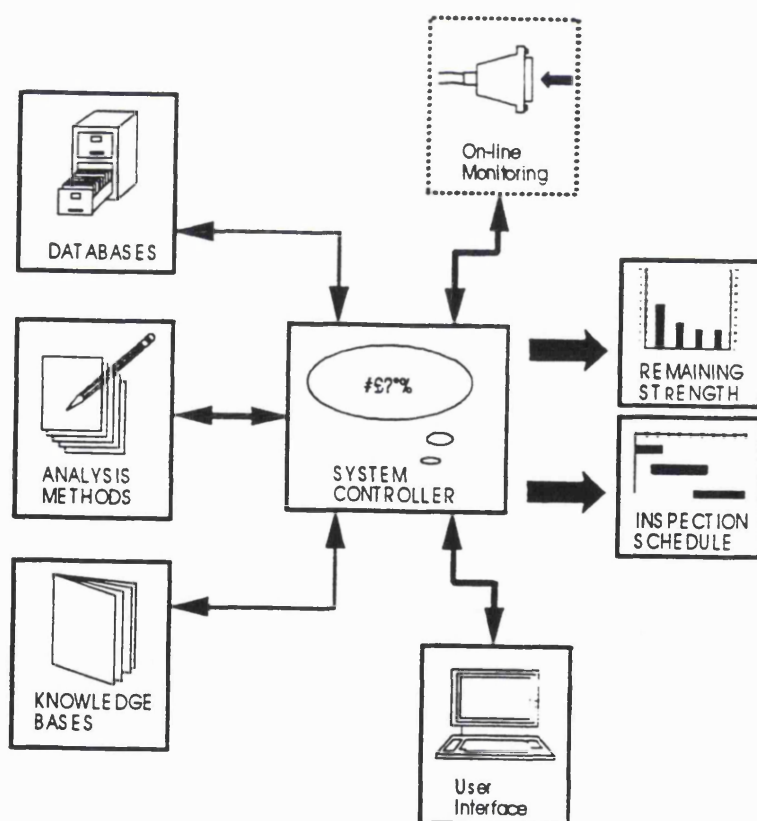 On-line
Monitoring
DATABASES
REMAINING
STRENGTH
#£?*%
ANALYSIS
METHODS
SYSTEM
CONTROLLER
INSPECTION
SCHEDULE
KNOWLEDGE
BASES
User
Interface